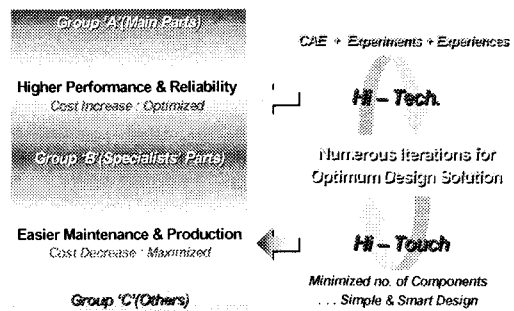 Group 'A'(Main Parts)
Higher Performance & Reliability
Cost Increase : Optimized
Group 'B'(Specialists' Parts)
Easier Maintenance & Production
Cost Decrease : Maximized
Group 'C'(Others)
CAE + Experiments + Experiences
Hi – Tech.
Numerous Iterations for
Optimum Design Solution
Hi – Touch
Minimized no. of Components
. . . Simple & Smart Design